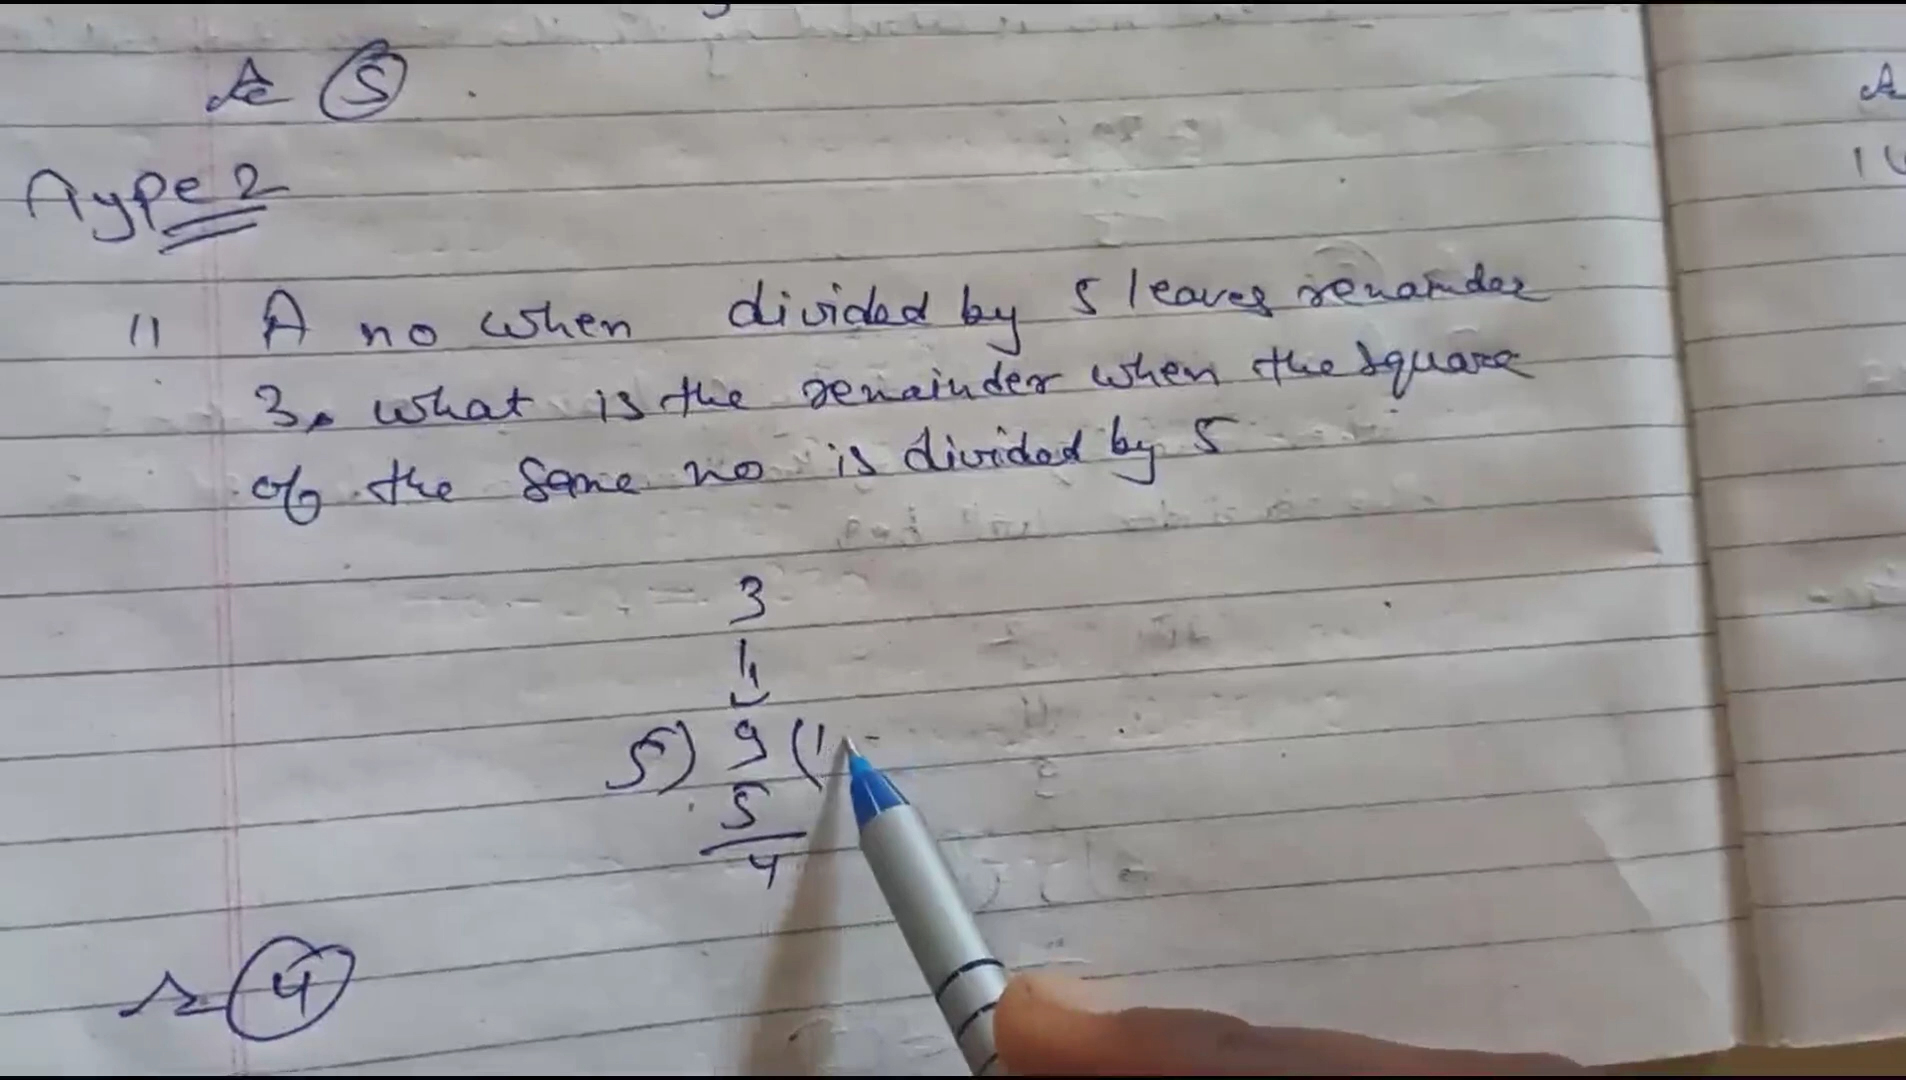 A 5
Type 2
11 A no when divided by 5 leaves remainder
3. what is the remainder when the square
of the same no is divided by 5
3
9
5) 9 (1
5
4
4
A